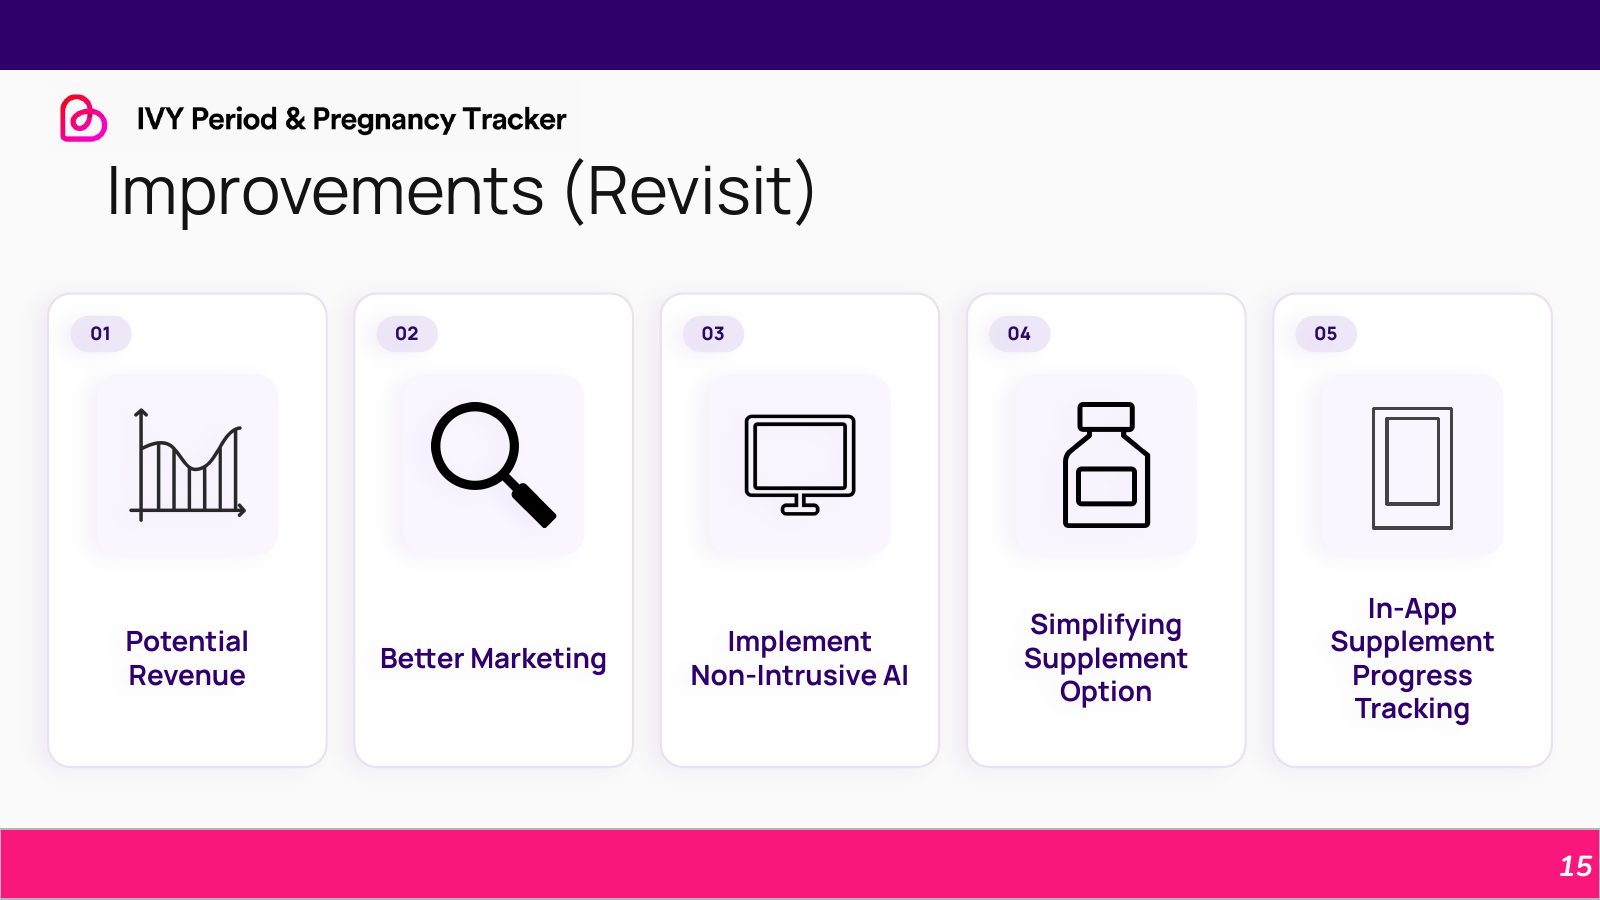 IVY Period & Pregnancy Tracker
Improvements (Revisit)
01
Potential
Revenue
02
Better Marketing
03
Implement
Non-Intrusive AI
04
Simplifying
Supplement
Option
05
In-App
Supplement
Progress
Tracking
15